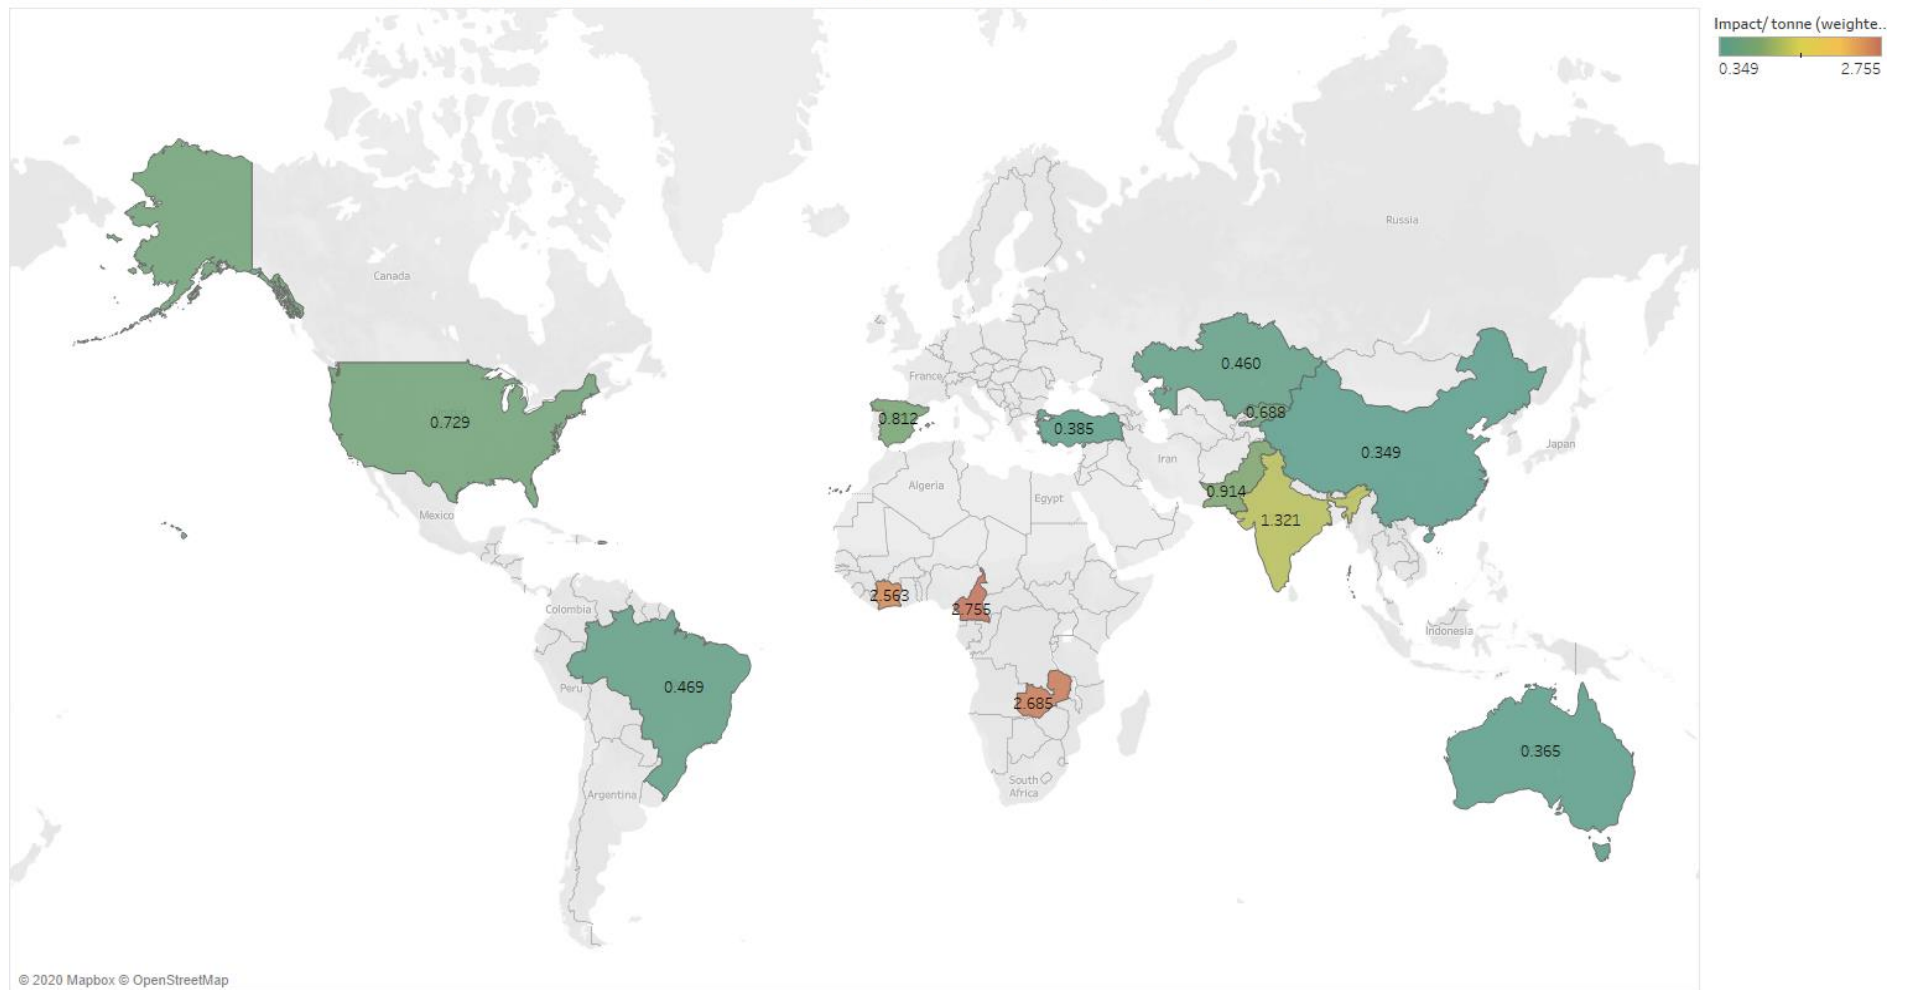 Impact/ tonne (weighte..
0.349
2.755
Russia
Canada
0.460
France
0.688
0.812
0.729
0.385
Japan
0.349
Iran
Algeria
0.914
Egypt
Mexico
1.321
2.563
2.755
Colombia
Indonesia
0.469
Peru
2.685
0.365
South
Africa
Argentina
© 2020 Mapbox © OpenStreetMap